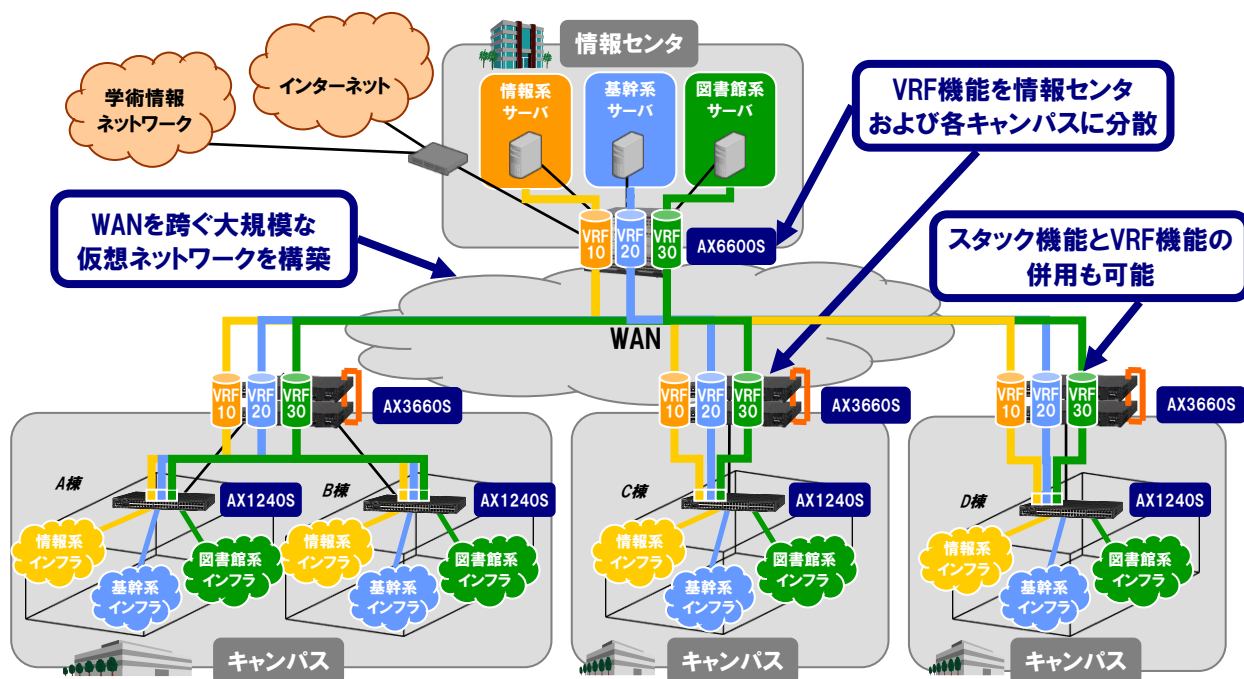 情報センタ
学術情報
ネットワーク
インターネット
情報系
サーバ
基幹系
サーバ
図書館系
サーバ
VRF機能を情報センタ
および各キャンパスに分散
WANを跨ぐ大規模な
仮想ネットワークを構築
VRF
10
VRF
20
VRF
30
AX6600S
スタック機能とVRF機能の
併用も可能
WAN
VRF
10
VRF
20
VRF
30
AX3660S
VRF
10
VRF
20
VRF
30
AX3660S
VRF
10
VRF
20
VRF
30
AX3660S
A棟
AX1240S
B棟
AX1240S
C棟
AX1240S
D棟
AX1240S
情報系
インフラ
基幹系
インフラ
図書館系
インフラ
情報系
インフラ
基幹系
インフラ
図書館系
インフラ
情報系
インフラ
基幹系
インフラ
図書館系
インフラ
情報系
インフラ
基幹系
インフラ
図書館系
インフラ
キャンパス
キャンパス
キャンパス